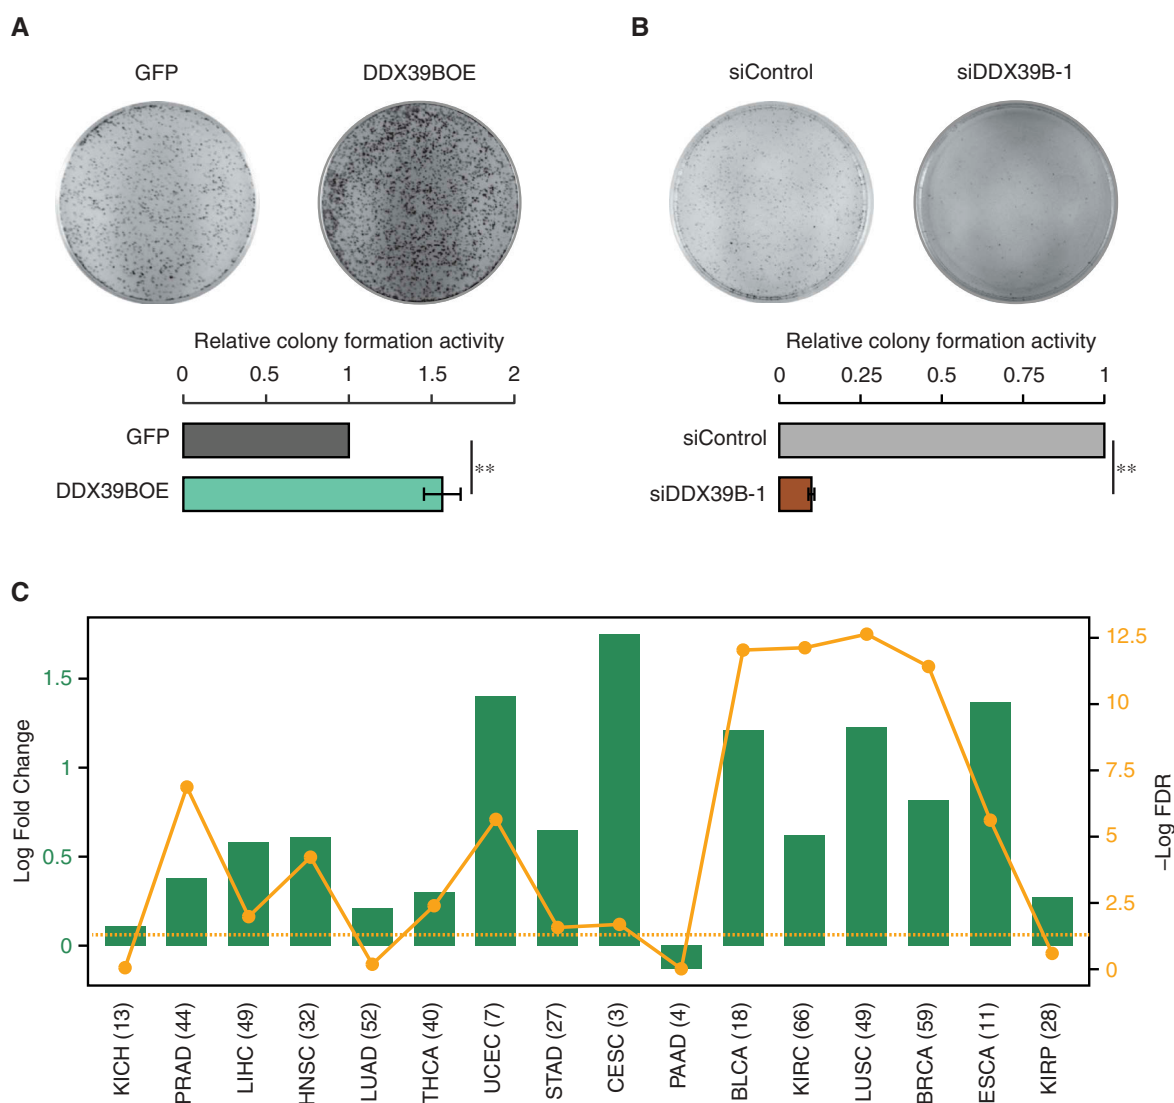 A
GFP DDX39BOE
Relative colony formation activity
0 0.5 1 1.5 2
GFP
DDX39BOE
**
B
siControl siDDX39B-1
Relative colony formation activity
0 0.25 0.5 0.75 1
siControl
siDDX39B-1
**
C
Log Fold Change
1.5
1
0.5
0
12.5
10
7.5
5
2.5
0
−Log FDR
KICH (13)
PRAD (44)
LIHC (49)
HNSC (32)
LUAD (52)
THCA (40)
UCEC (7)
STAD (27)
CESC (3)
PAAD (4)
BLCA (18)
KIRC (66)
LUSC (49)
BRCA (59)
ESCA (11)
KIRP (28)